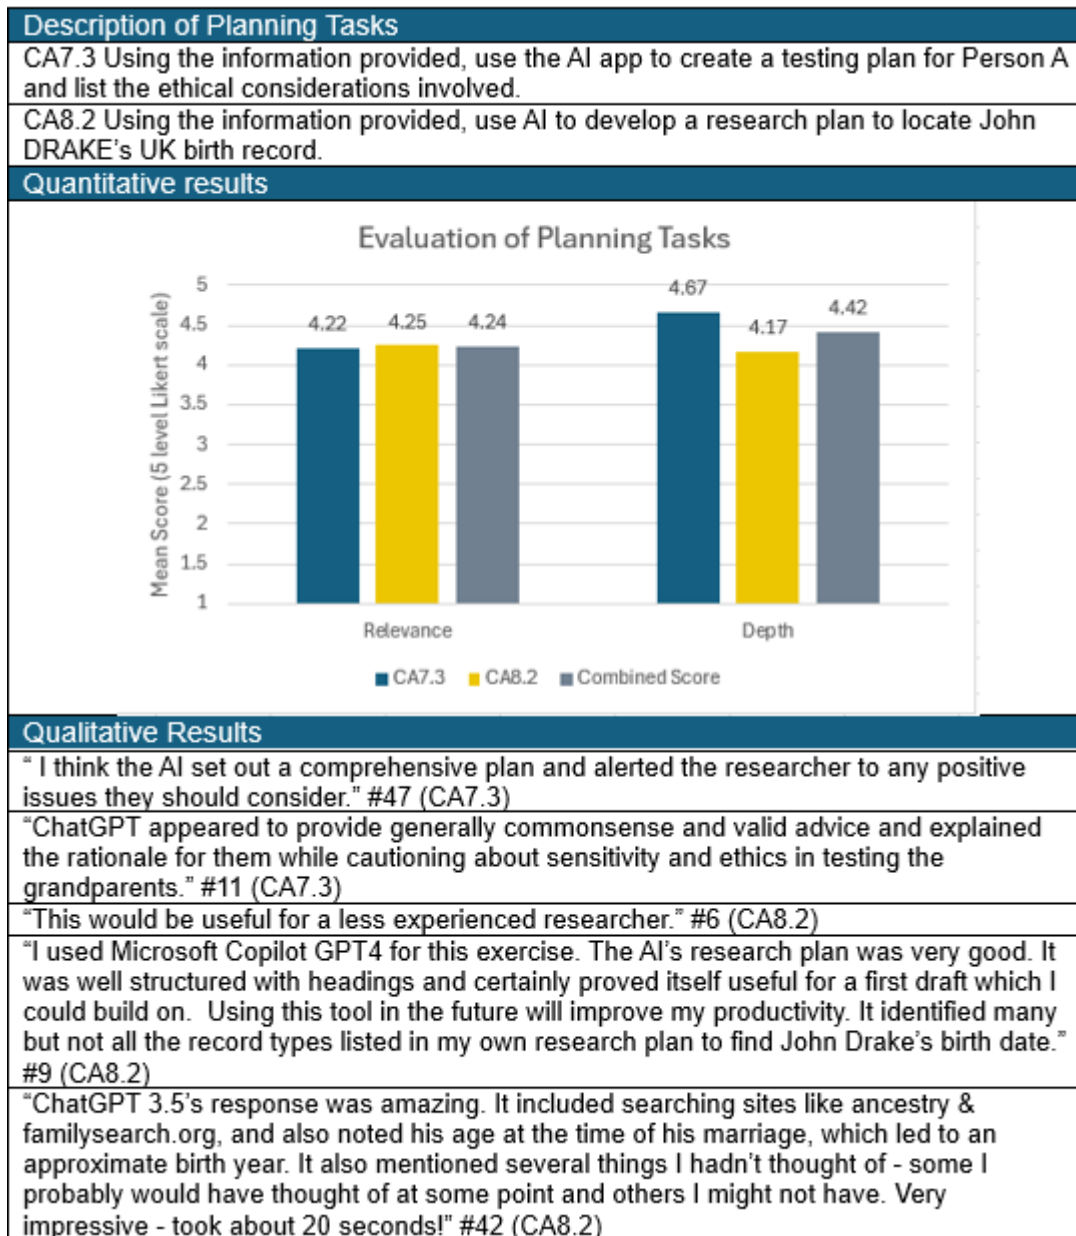 Description of Planning Tasks
CA7.3 Using the information provided, use the AI app to create a testing plan for Person A
and list the ethical considerations involved.
CA8.2 Using the information provided, use AI to develop a research plan to locate John
DRAKE’s UK birth record.
Quantitative results
Evaluation of Planning Tasks
Mean Score (5 level Likert scale)
5
4.5
4
3.5
3
2.5
2
1.5
1
4.22 4.25 4.24
4.67 4.17 4.42
Relevance Depth
CA7.3 CA8.2 Combined Score
Qualitative Results
“ I think the AI set out a comprehensive plan and alerted the researcher to any positive
issues they should consider.” #47 (CA7.3)
“ChatGPT appeared to provide generally commonsense and valid advice and explained
the rationale for them while cautioning about sensitivity and ethics in testing the
grandparents.” #11 (CA7.3)
“This would be useful for a less experienced researcher.” #6 (CA8.2)
“I used Microsoft Copilot GPT4 for this exercise. The AI’s research plan was very good. It
was well structured with headings and certainly proved itself useful for a first draft which I
could build on.  Using this tool in the future will improve my productivity. It identified many
but not all the record types listed in my own research plan to find John Drake’s birth date.”
#9 (CA8.2)
“ChatGPT 3.5’s response was amazing. It included searching sites like ancestry &
familysearch.org, and also noted his age at the time of his marriage, which led to an
approximate birth year. It also mentioned several things I hadn’t thought of - some I
probably would have thought of at some point and others I might not have. Very
impressive - took about 20 seconds!” #42 (CA8.2)